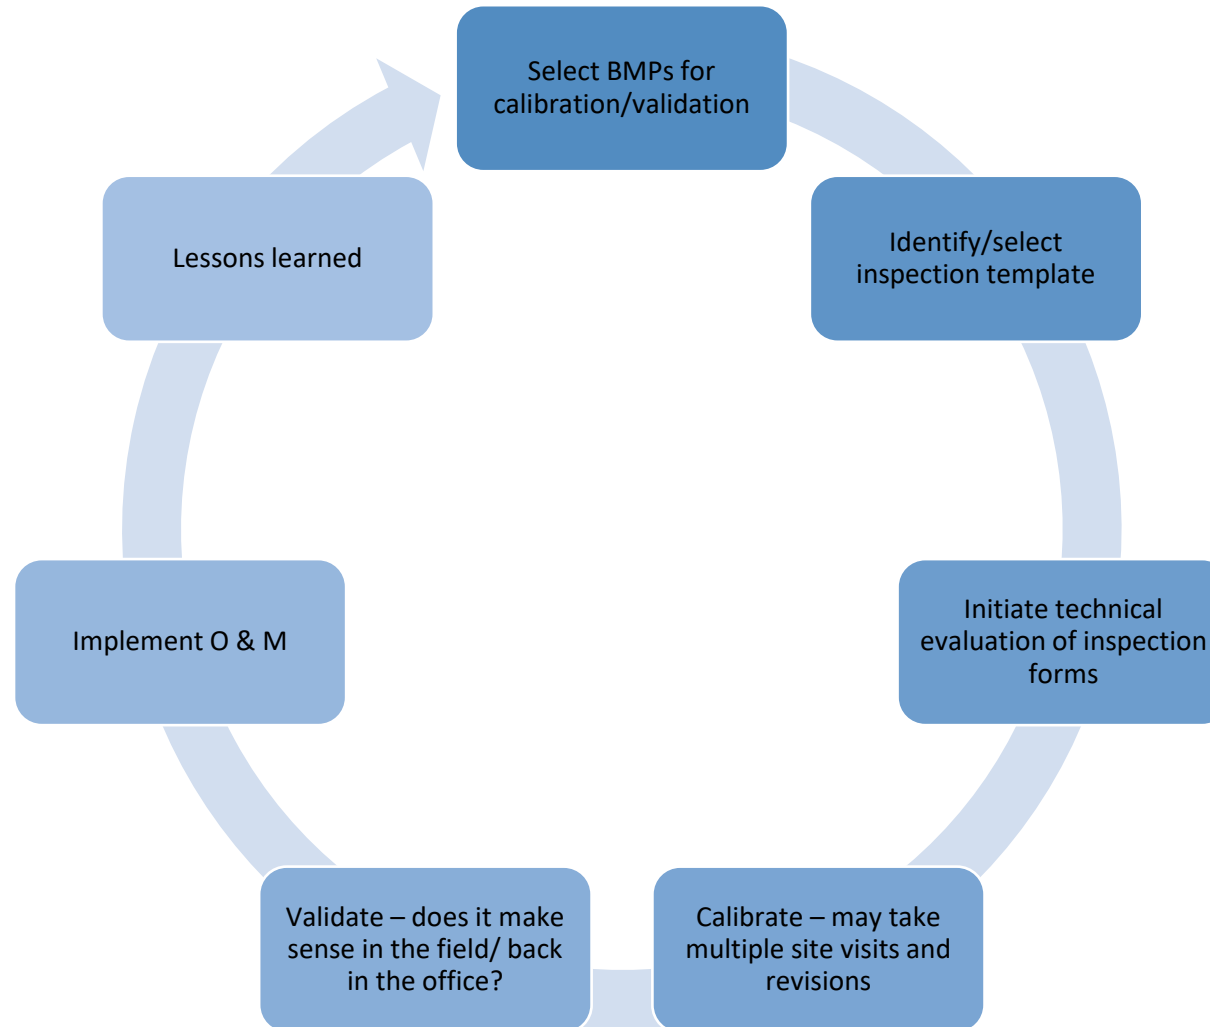 Select BMPs for
calibration/validation
Identify/select
inspection template
Initiate technical
evaluation of inspection
forms
Calibrate – may take
multiple site visits and
revisions
Validate – does it make
sense in the field/ back
in the office?
Implement O & M
Lessons learned